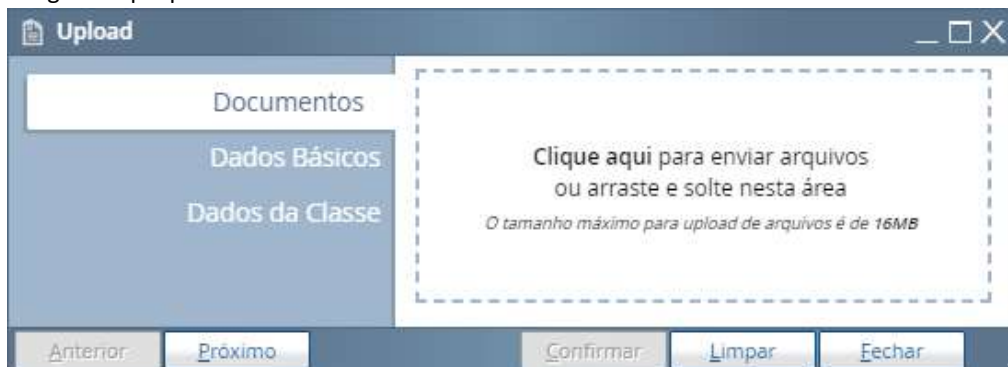 Upload
Documentos
Dados Básicos
Dados da Classe
Clique aqui para enviar arquivos
ou arraste e solte nesta área
O tamanho máximo para upload de arquivos é de 16MB
Anterior Próximo Confirmar Limpar Fechar